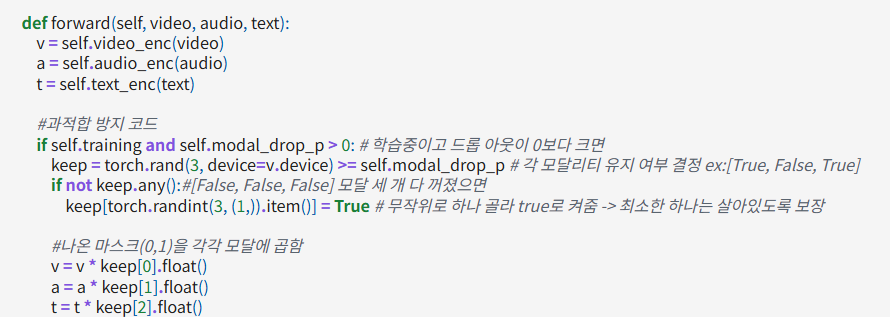 def forward(self, video, audio, text):
v = self.video_enc(video)
a = self.audio_enc(audio)
t = self.text_enc(text)
#과적합 방지 코드
if self.training and self.modal_drop_p > 0: # 학습중이고 드롭 아웃이 0보다 크면
keep = torch.rand(3, device=v.device) >= self.modal_drop_p # 각 모달리티 유지 여부 결정 ex:[True, False, True]
if not keep.any():#[False, False, False] 모달 세 개 다 꺼졌으면
keep[torch.randint(3, (1,)).item()] = True # 무작위로 하나 골라 true로 켜줌 -> 최소한 하나는 살아있도록 보장
#나온 마스크(0,1)을 각각 모달에 곱함
v = v * keep[0].float()
a = a * keep[1].float()
t = t * keep[2].float()